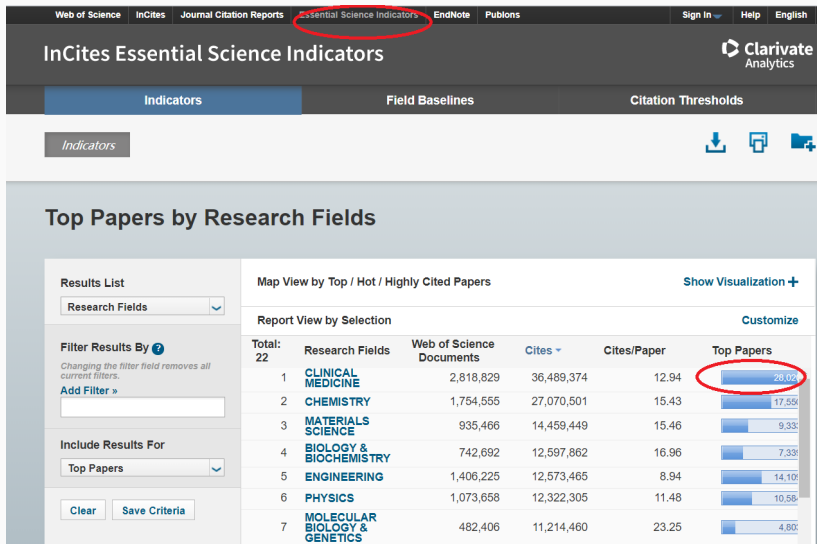 Web of Science InCites Journal Citation Reports Essential Science Indicators EndNote Publons Sign In Help English
InCites Essential Science Indicators
Clarivate
Analytics
Indicators Field Baselines Citation Thresholds
Indicators
Top Papers by Research Fields
Results List
Research Fields
Filter Results By ?
Changing the filter field removes all
current filters.
Add Filter »
Include Results For
Top Papers
Clear Save Criteria
Map View by Top / Hot / Highly Cited Papers Show Visualization +
Report View by Selection Customize
Total:
22 Research Fields Web of Science
Documents Cites Cites/Paper Top Papers
1 CLINICAL
MEDICINE 2,818,829 36,489,374 12.94
2 CHEMISTRY 1,754,555 27,070,501 15.43
3 MATERIALS
SCIENCE 935,466 14,459,449 15.46
4 BIOLOGY &
BIOCHEMISTRY 742,692 12,597,862 16.96
5 ENGINEERING 1,406,225 12,573,465 8.94
6 PHYSICS 1,073,658 12,322,305 11.48
7 MOLECULAR
BIOLOGY &
GENETICS 482,406 11,214,460 23.25